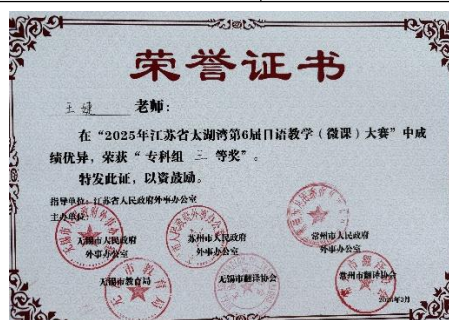 荣誉证书
老师：
在“2025年江苏省太湖湾第6届日语教学（微课）大赛”中成
绩优异，荣获“专科组 三 等奖”。
特发此证，以资鼓励。
指导单位：江苏省人民政府外事办公室
主办单位：
无锡市人民政府 苏州市人民政府 常州市人民政府
外事办公室 外事办公室 外事办公室
无锡市教育局 无锡市翻译协会 常州市翻译协会